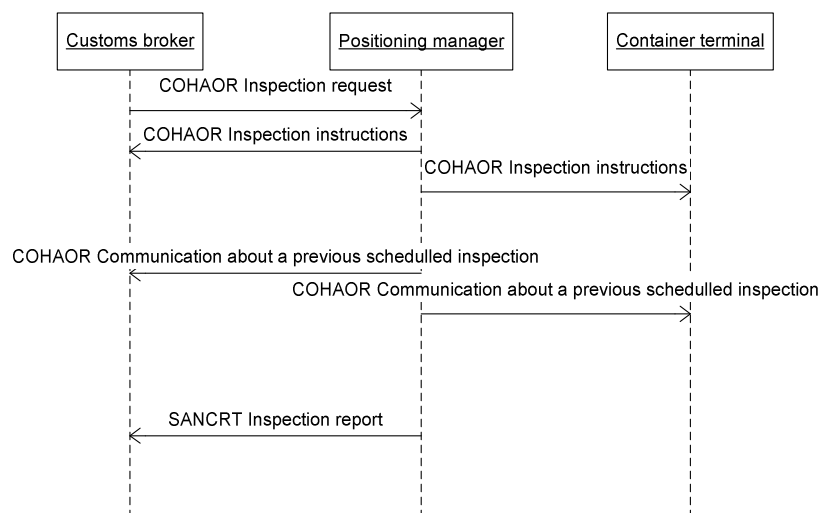 Customs broker
Positioning manager
Container terminal
COHAOR Inspection request
COHAOR Inspection instructions
COHAOR Inspection instructions
COHAOR Communication about a previous schedulled inspection
COHAOR Communication about a previous schedulled inspection
SANCRT Inspection report